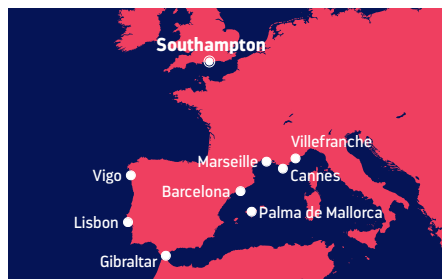 Southampton
Villefranche
Marseille
Cannes
Vigo
Barcelona
Palma de Mallorca
Lisbon
Gibraltar